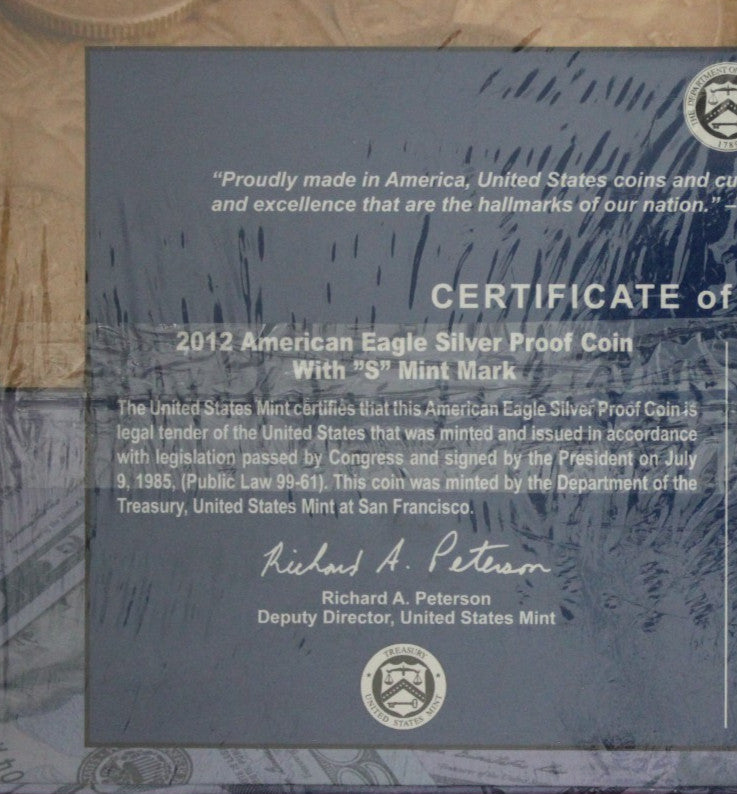 THE DEPARTMENT O
1789
“Proudly made in America, United States coins and cu
and excellence that are the hallmarks of our nation.” –
CERTIFICATE of
2012 American Eagle Silver Proof Coin
With ”S” Mint Mark
The United States Mint certifies that this American Eagle Silver Proof Coin is
legal tender of the United States that was minted and issued in accordance
with legislation passed by Congress and signed by the President on July
9, 1985, (Public Law 99-61). This coin was minted by the Department of the
Treasury, United States Mint at San Francisco.
Richard A. Peterson
Richard A. Peterson
Deputy Director, United States Mint
TREASURY
UNITED STATES MINT